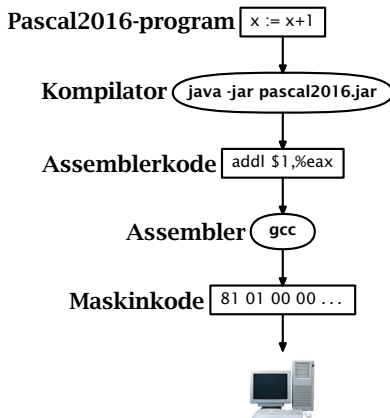 Pascal2016-program x := x+1
Kompilator java -jar pascal2016.jar
Assemblerkode addl $1,%eax
Assembler gcc
Maskinkode 81 01 00 00 ...